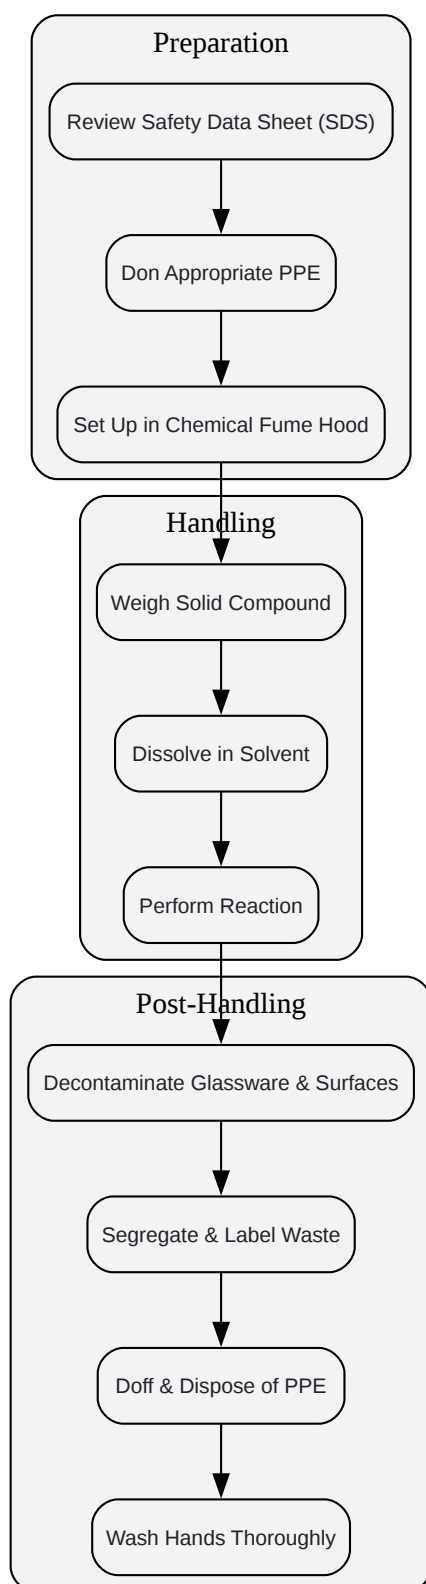 Preparation
Review Safety Data Sheet (SDS)
Don Appropriate PPE
Set Up in Chemical Fume Hood
Handling
Weigh Solid Compound
Dissolve in Solvent
Perform Reaction
Post-Handling
Decontaminate Glassware & Surfaces
Segregate & Label Waste
Doff & Dispose of PPE
Wash Hands Thoroughly